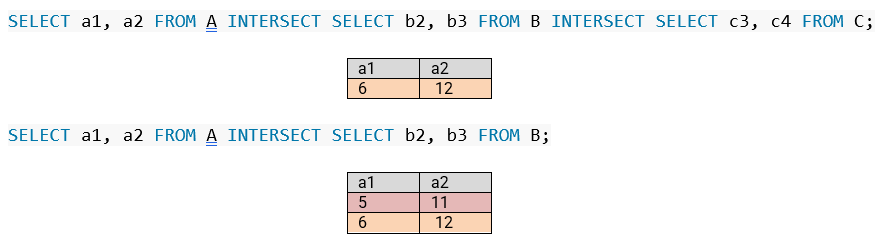 SELECT a1, a2 FROM A INTERSECT SELECT b2, b3 FROM B INTERSECT SELECT c3, c4 FROM C;
a1 a2
6 12
SELECT a1, a2 FROM A INTERSECT SELECT b2, b3 FROM B;
a1 a2
5 11
6 12